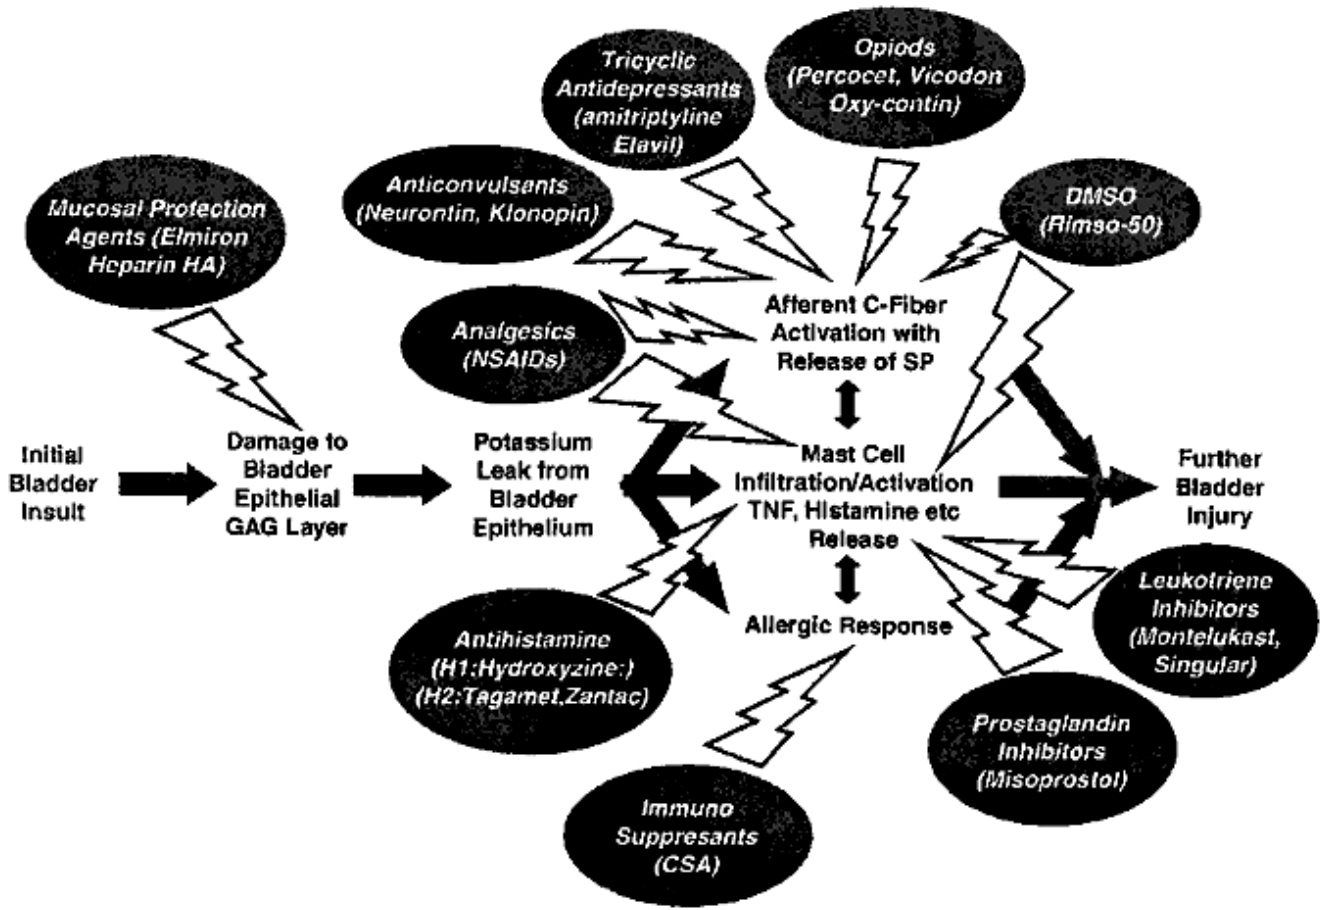 Tricyclic
Antidepressants
(amitriptyline
Elavil)
Opiods
(Percocet, Vicodon
Oxy-contin)
Anticonvulsants
(Neurontin, Klonopin)
DMSO
(Rimso-50)
Mucosal Protection
Agents (Elmiron
Heparin HA)
Analgesics
(NSAIDs)
Afferent C-Fiber
Activation with
Release of SP
Initial
Bladder
Insult
Damage to
Bladder
Epithelial
GAG Layer
Potassium
Leak from
Bladder
Epithelium
Mast Cell
Infiltration/Activation
TNF, Histamine etc
Release
Further
Bladder
Injury
Allergic Response
Leukotriene
Inhibitors
(Montelukast,
Singular)
Antihistamine
(H1:Hydroxyzine:)
(H2:Tagamet,Zantac)
Prostaglandin
Inhibitors
(Misoprostol)
Immuno
Suppresants
(CSA)